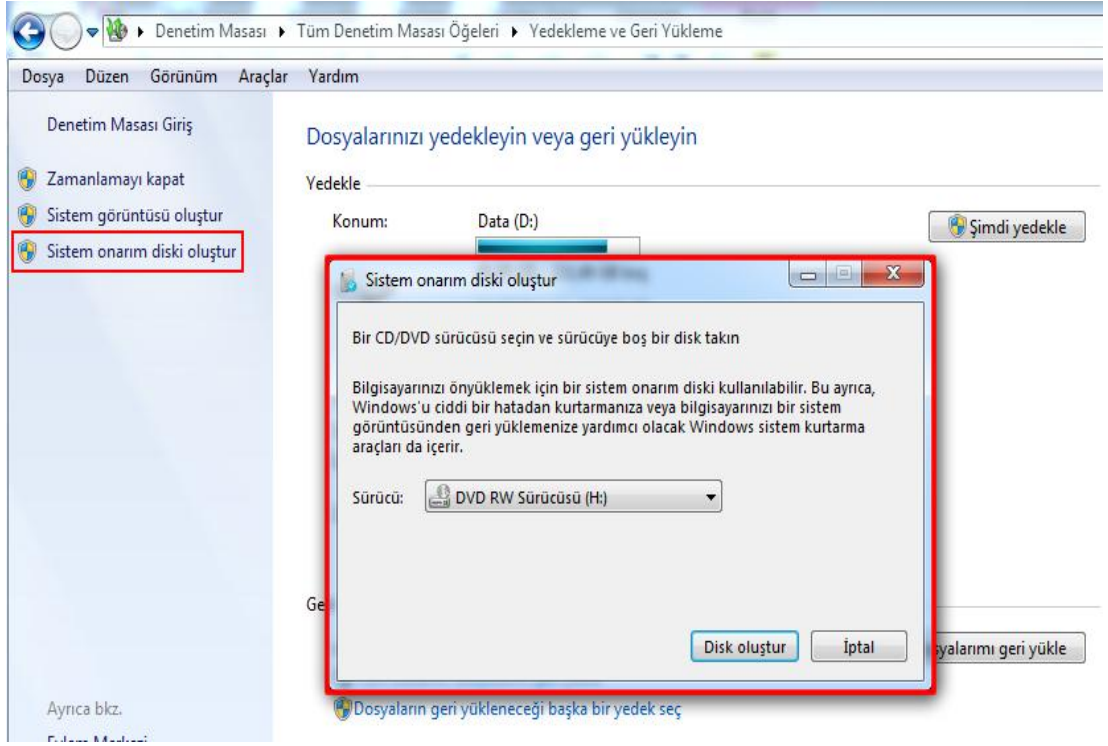 Denetim Masası Tüm Denetim Masası Öğeleri Yedekleme ve Geri Yükleme
Dosya Düzen Görünüm Araçlar Yardım
Denetim Masası Giriş
Zamanlamayı kapat
Sistem görüntüsü oluştur
Sistem onarım diski oluştur
Ayrıca bkz.
Dosyalarınızı yedekleyin veya geri yükleyin
Yedekle
Konum: Data (D:)
Şimdi yedekle
Sistem onarım diski oluştur
Bir CD/DVD sürücüsü seçin ve sürücüye boş bir disk takın
Bilgisayarınızı önyüklemek için bir sistem onarım diski kullanılabilir. Bu ayrıca,
Windows'u ciddi bir hatadan kurtarmanıza veya bilgisayarınızı bir sistem
görüntüsünden geri yüklemenize yardımcı olacak Windows sistem kurtarma
araçları da içerir.
Sürücü: DVD RW Sürücüsü (H:)
Disk oluştur İptal
Ge
syalarımı geri yükle
Dosyaların geri yükleneceği başka bir yedek seç